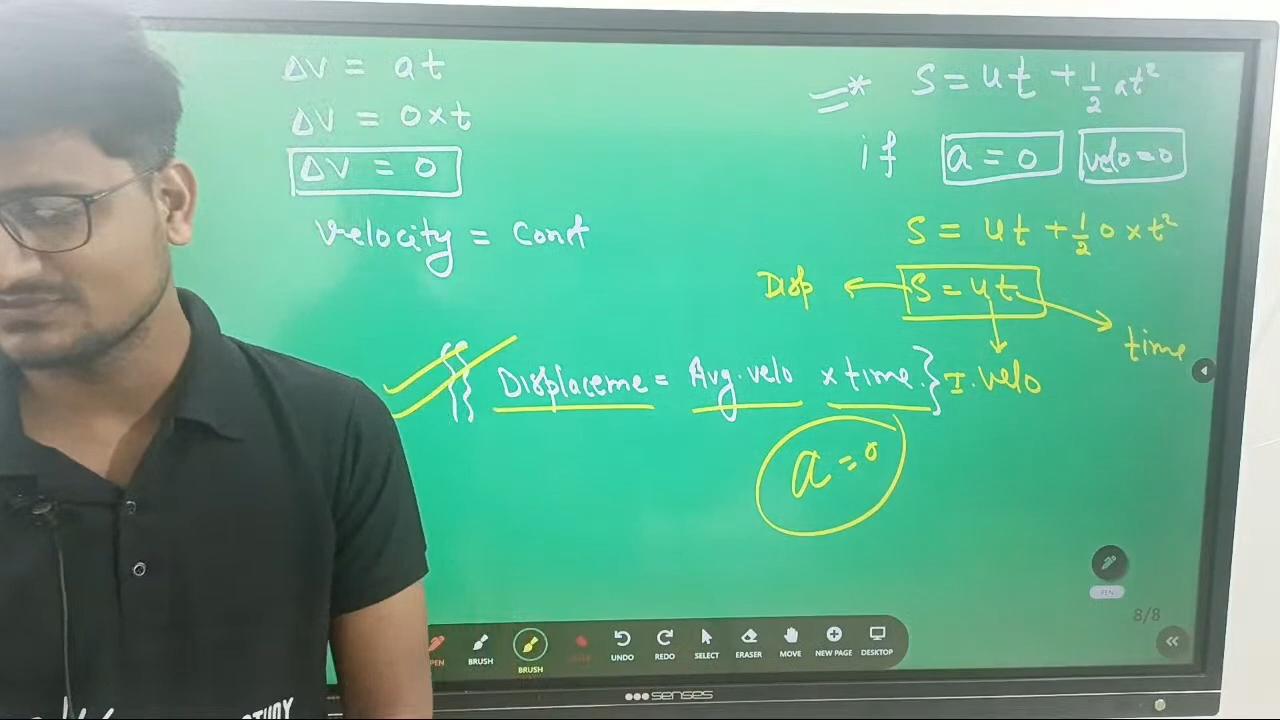 ΔV = at
ΔV = 0×t
ΔV = 0
Velocity = Const
* S = ut + 1/2 at²
if a = 0 velo = 0
S = ut + 1/2 0 × t²
Disp S = ut
time
Displaceme = Avg. velo × time. } I. velo
a = 0
8/8
PEN
PEN BRUSH BRUSH UNDO REDO SELECT ERASER MOVE NEW PAGE DESKTOP
senses